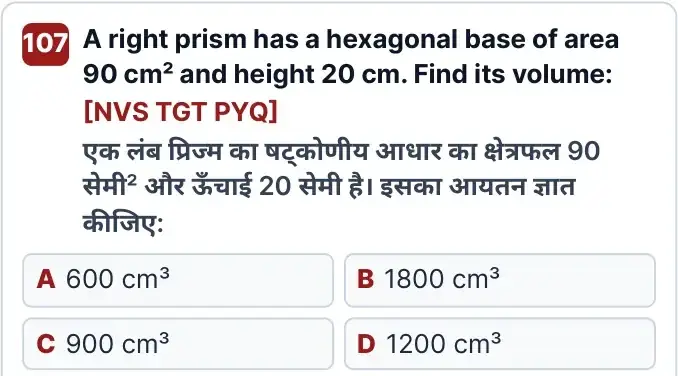 107 A right prism has a hexagonal base of area
90 cm² and height 20 cm. Find its volume:
[NVS TGT PYQ]
एक लंब प्रिज्म का षट्कोणीय आधार का क्षेत्रफल 90
सेमी² और ऊँचाई 20 सेमी है। इसका आयतन ज्ञात
कीजिए:
A 600 cm³ B 1800 cm³
C 900 cm³ D 1200 cm³